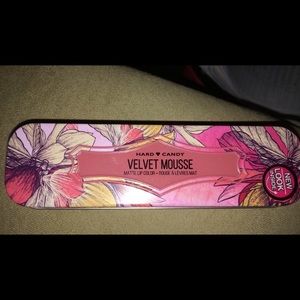 HARD CANDY
VELVET MOUSSE
MATTE LIP COLOR • ROUGE À LÈVRES MAT
NEW
LOOK